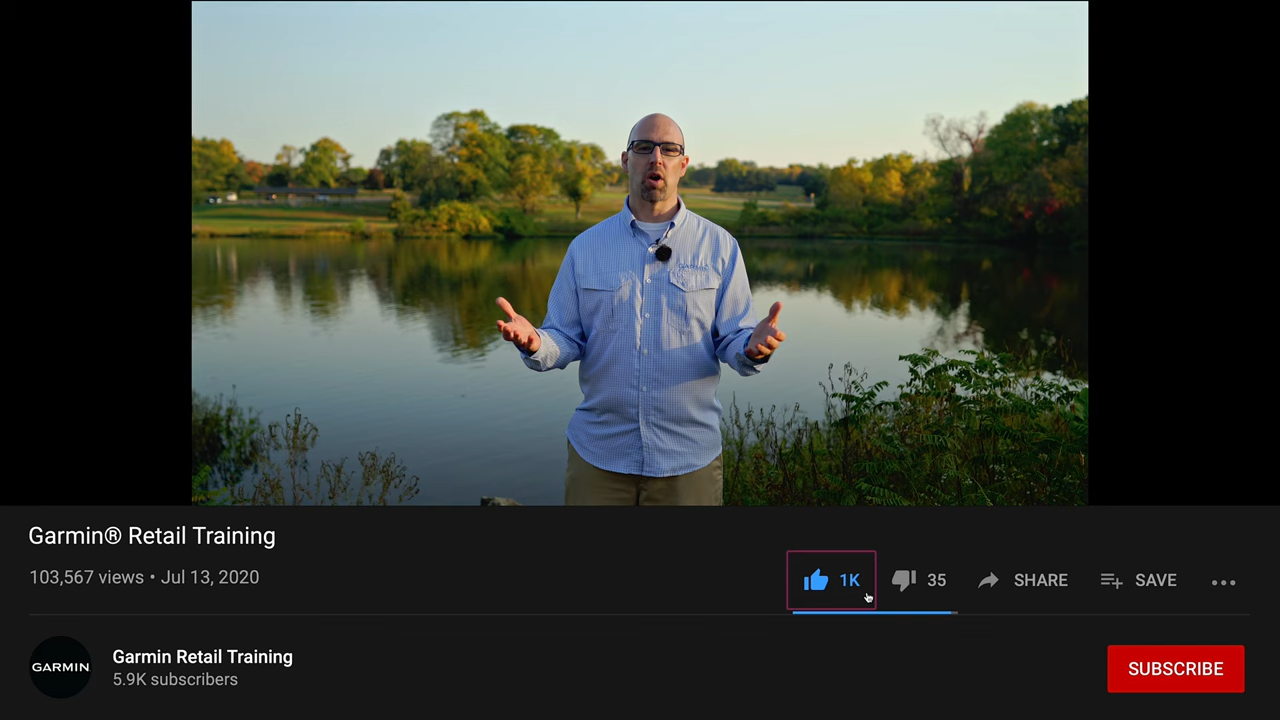 Garmin® Retail Training
103,567 views • Jul 13, 2020
1K
35
SHARE
SAVE
GARMIN
Garmin Retail Training
5.9K subscribers
SUBSCRIBE